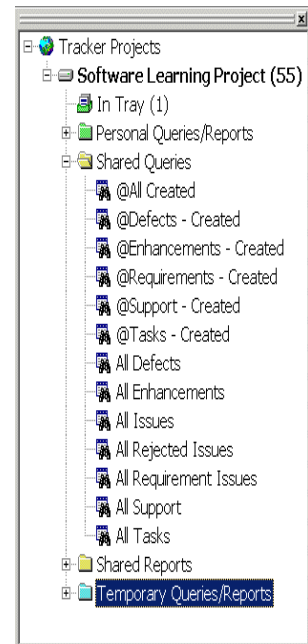 Tracker Projects
Software Learning Project (55)
In Tray (1)
Personal Queries/Reports
Shared Queries
@All Created
@Defects - Created
@Enhancements - Created
@Requirements - Created
@Support - Created
@Tasks - Created
All Defects
All Enhancements
All Issues
All Rejected Issues
All Requirement Issues
All Support
All Tasks
Shared Reports
Temporary Queries/Reports